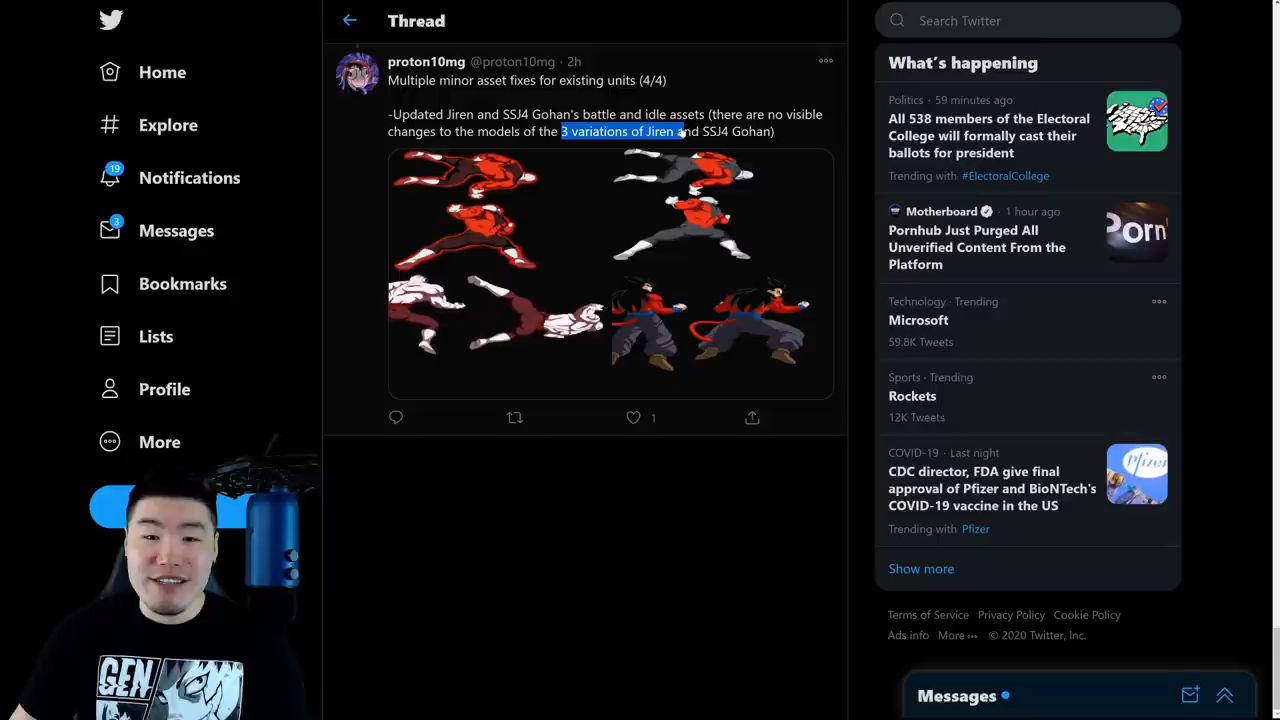 Home
Explore
19
Notifications
3
Messages
Bookmarks
Lists
Profile
More
Thread
proton10mg @proton10mg · 2h
Multiple minor asset fixes for existing units (4/4)
-Updated Jiren and SSJ4 Gohan's battle and idle assets (there are no visible
changes to the models of the 3 variations of Jiren and SSJ4 Gohan)
1
Search Twitter
What's happening
Politics · 59 minutes ago
All 538 members of the Electoral
College will formally cast their
ballots for president
Trending with #ElectoralCollege
Motherboard · 1 hour ago
Pornhub Just Purged All
Unverified Content From the
Platform
Porn
Technology · Trending
Microsoft
59.8K Tweets
Sports · Trending
Rockets
12K Tweets
COVID-19 · Last night
CDC director, FDA give final
approval of Pfizer and BioNTech's
COVID-19 vaccine in the US
Trending with Pfizer
Pfizer
Show more
Terms of Service Privacy Policy Cookie Policy
Ads info More ··· © 2020 Twitter, Inc.
Messages
GEN